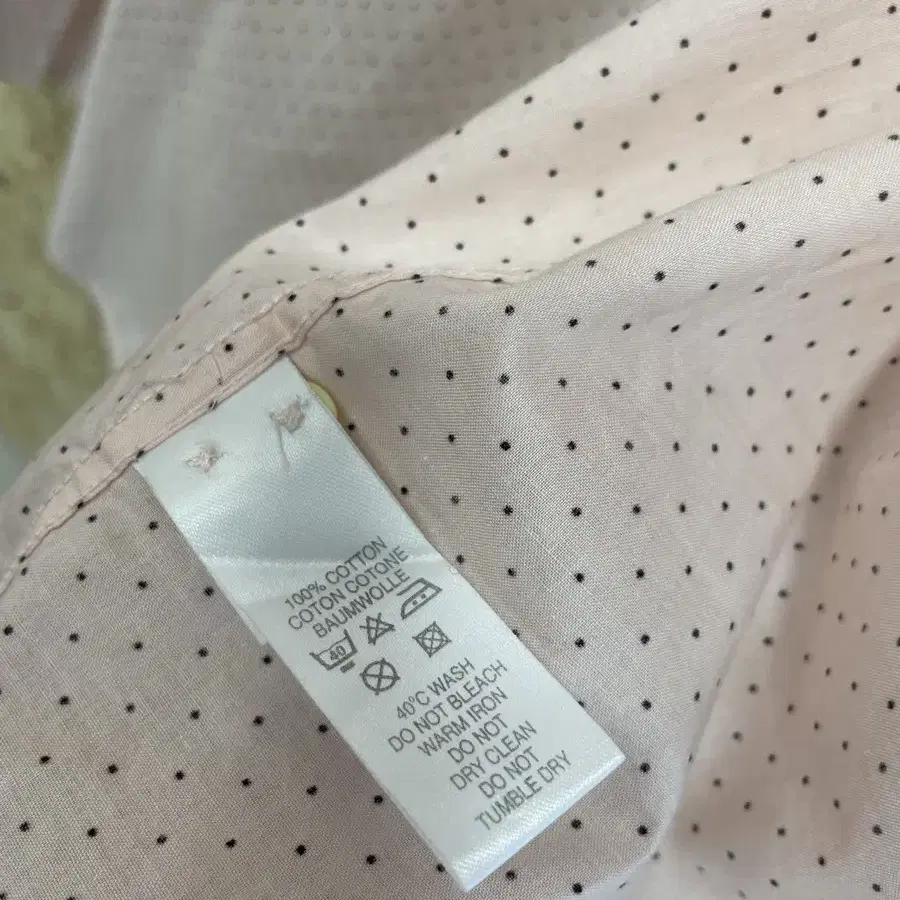 100% COTTON
COTON COTONE
BAUMWOLLE
40
40°C WASH
DO NOT BLEACH
WARM IRON
DO NOT
DRY CLEAN
DO NOT
TUMBLE DRY